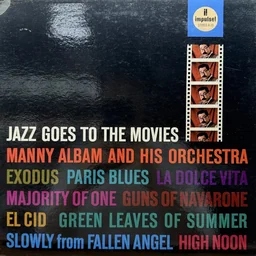 impulse!
JAZZ GOES TO THE MOVIES
MANNY ALBAM AND HIS ORCHESTRA
EXODUS PARIS BLUES LA DOLCE VITA
MAJORITY OF ONE GUNS OF NAVARONE
EL CID GREEN LEAVES OF SUMMER
SLOWLY from FALLEN ANGEL HIGH NOON